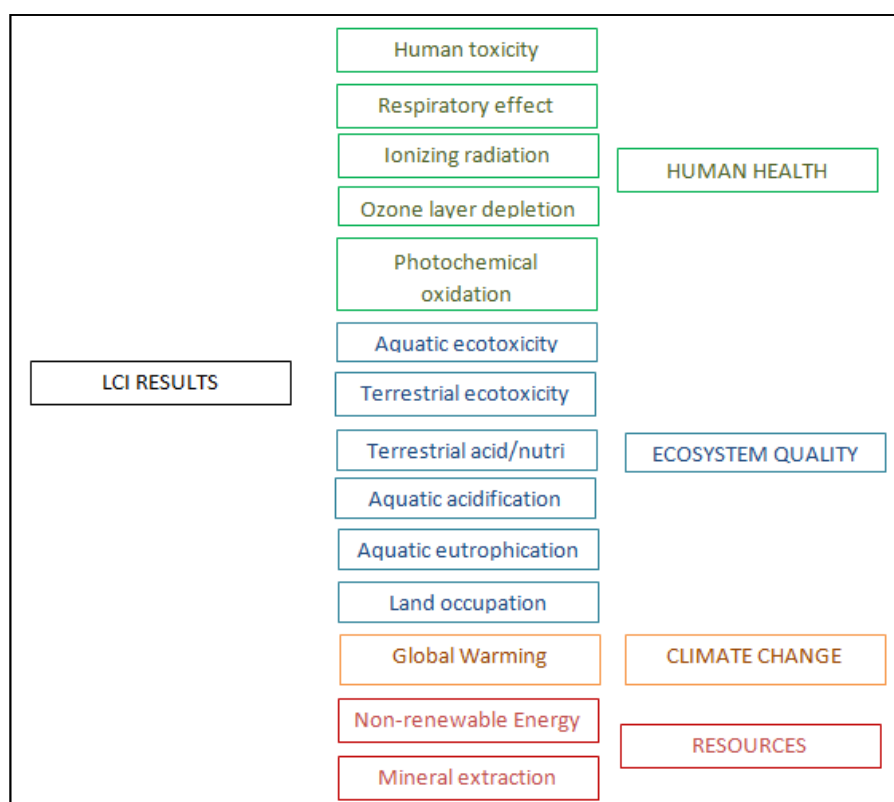 Human toxicity
Respiratory effect
Ionizing radiation
HUMAN HEALTH
Ozone layer depletion
Photochemical
oxidation
Aquatic ecotoxicity
LCI RESULTS
Terrestrial ecotoxicity
Terrestrial acid/nutri
ECOSYSTEM QUALITY
Aquatic acidification
Aquatic eutrophication
Land occupation
Global Warming
CLIMATE CHANGE
Non-renewable Energy
RESOURCES
Mineral extraction